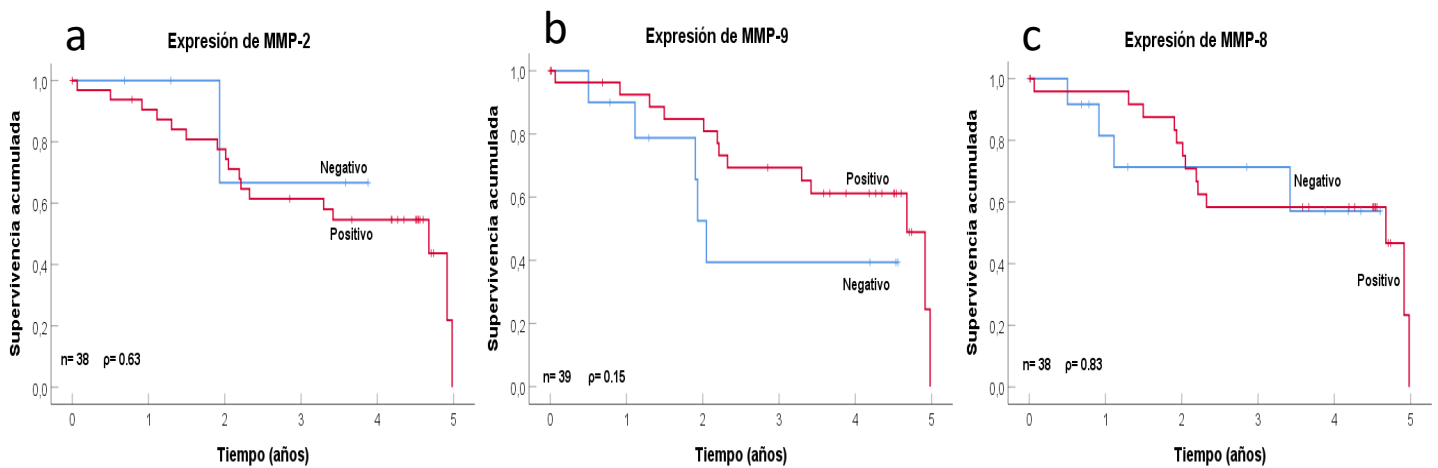 a
Expresión de MMP-2
Supervivencia acumulada
1,0
0,8
0,6
0,4
0,2
0,0
Negativo
Positivo
n= 38 ρ= 0.63
0 1 2 3 4 5
Tiempo (años)
b
Expresión de MMP-9
Supervivencia acumulada
1,0
0,8
0,6
0,4
0,2
0,0
Positivo
Negativo
n= 39 ρ= 0.15
0 1 2 3 4 5
Tiempo (años)
c
Expresión de MMP-8
Supervivencia acumulada
1,0
0,8
0,6
0,4
0,2
0,0
Negativo
Positivo
n= 38 ρ= 0.83
0 1 2 3 4 5
Tiempo (años)